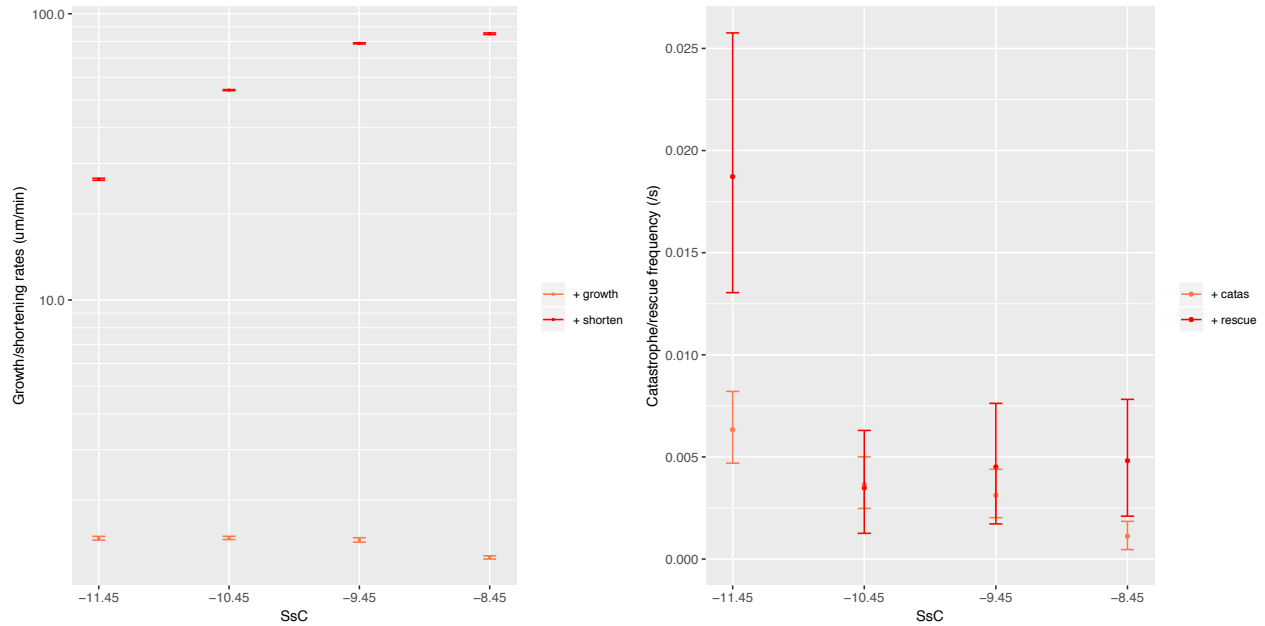 100.0
10.0
Growth/shortening rates (um/min)
−11.45
−10.45
−9.45
−8.45
SsC
+ growth
+ shorten
0.025
0.020
0.015
0.010
0.005
0.000
Catastrophe/rescue frequency (/s)
−11.45
−10.45
−9.45
−8.45
SsC
+ catas
+ rescue